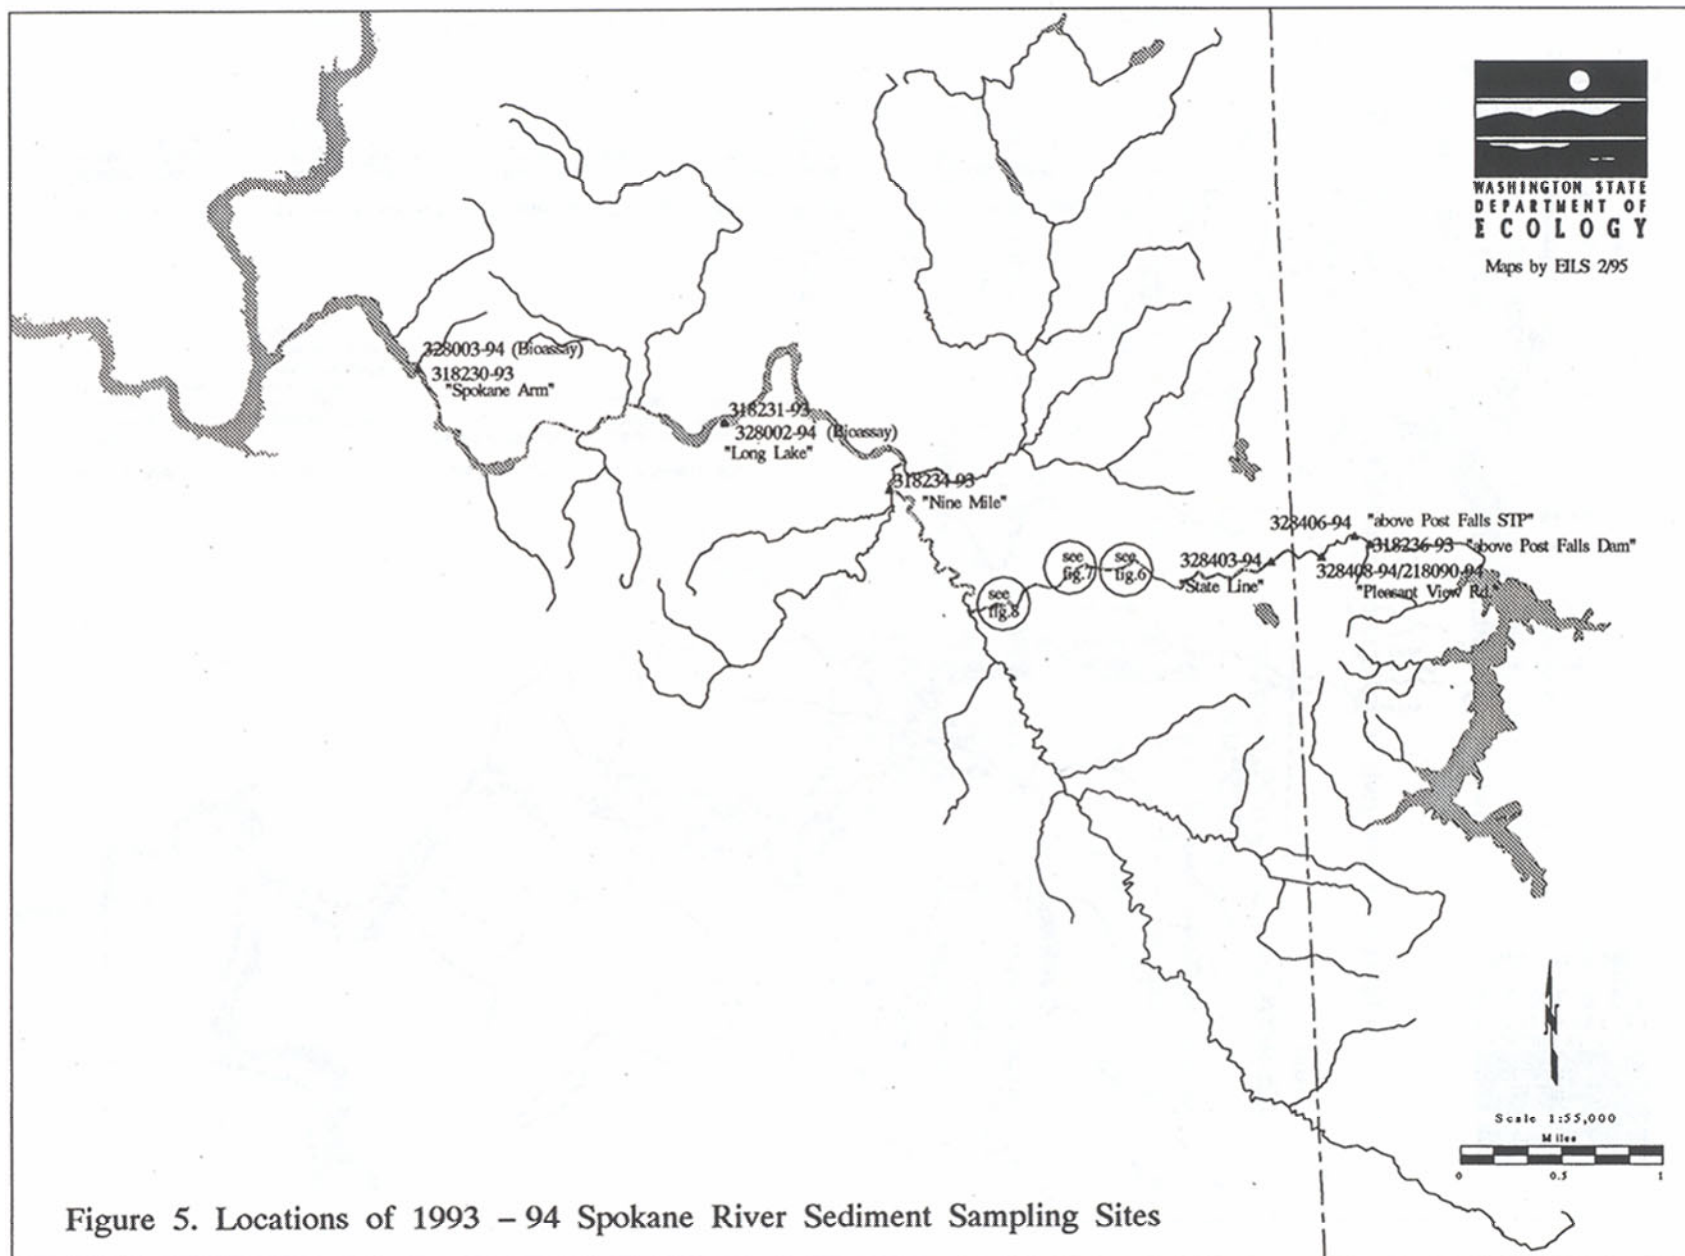 WASHINGTON STATE
DEPARTMENT OF
ECOLOGY
Maps by EILS 2/95
328003-94 (Bioassay)
318230-93
"Spokane Arm"
318231-93
328002-94 (Bioassay)
"Long Lake"
318234-93
"Nine Mile"
see
fig.8
see
fig.7
see
fig.6
328403-94
"State Line"
328406-94 "above Post Falls STP"
318236-93 "above Post Falls Dam"
328408-94/218090-94
"Pleasant View Rd."
N
Scale 1:55,000
Miles
0 0.5 1
Figure 5. Locations of 1993 – 94 Spokane River Sediment Sampling Sites